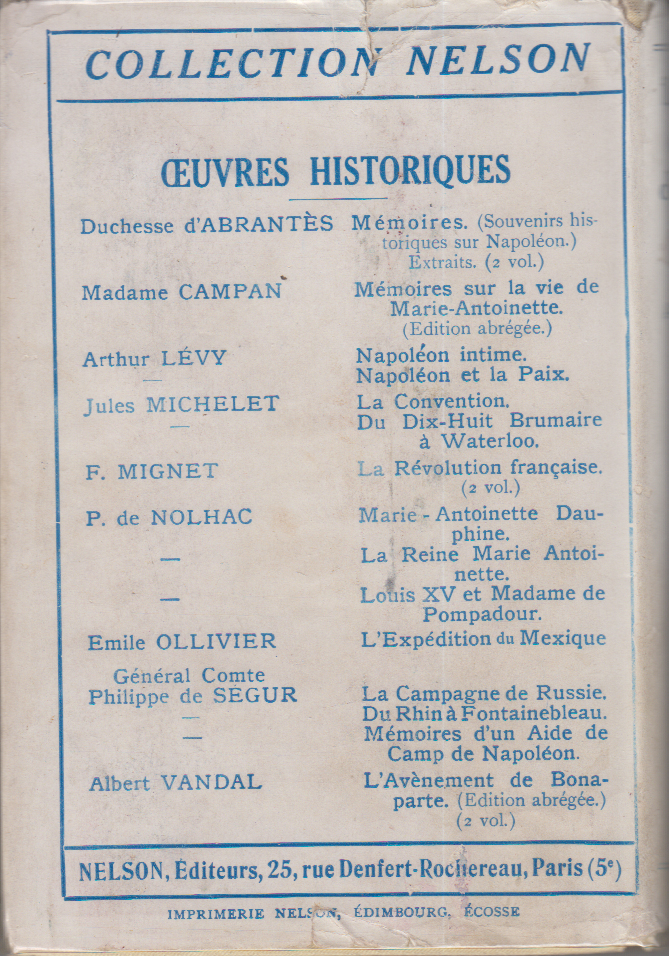 COLLECTION NELSON
ŒUVRES HISTORIQUES
Duchesse d'ABRANTÈS Mémoires. (Souvenirs his-
toriques sur Napoléon.)
Extraits. (2 vol.)
Madame CAMPAN Mémoires sur la vie de
Marie-Antoinette.
(Edition abrégée.)
Arthur LÉVY Napoléon intime.
— Napoléon et la Paix.
Jules MICHELET La Convention.
— Du Dix-Huit Brumaire
à Waterloo.
F. MIGNET La Révolution française.
(2 vol.)
P. de NOLHAC Marie-Antoinette Dau-
phine.
— La Reine Marie Antoi-
nette.
— Louis XV et Madame de
Pompadour.
Emile OLLIVIER L'Expédition du Mexique
Général Comte
Philippe de SÉGUR La Campagne de Russie.
— Du Rhin à Fontainebleau.
— Mémoires d'un Aide de
Camp de Napoléon.
Albert VANDAL L'Avènement de Bona-
parte. (Edition abrégée.)
(2 vol.)
NELSON, Éditeurs, 25, rue Denfert-Rochereau, Paris (5e)
IMPRIMERIE NELSON, ÉDIMBOURG, ÉCOSSE